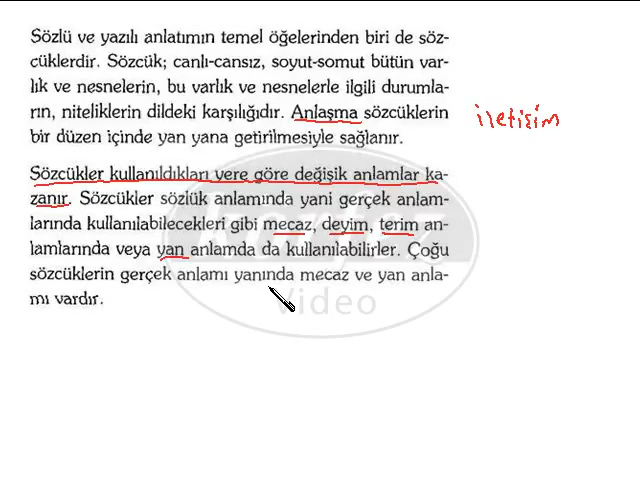 Sözlü ve yazılı anlatımın temel öğelerinden biri de söz-
cüklerdir. Sözcük; canlı-cansız, soyut-somut bütün var-
lık ve nesnelerin, bu varlık ve nesnelerle ilgili durumla-
rın, niteliklerin dildeki karşılığıdır. Anlaşma sözcüklerin
bir düzen içinde yan yana getirilmesiyle sağlanır.
iletişim
Sözcükler kullanıldıkları yere göre değişik anlamlar ka-
zanır. Sözcükler sözlük anlamında yani gerçek anlam-
larında kullanılabilecekleri gibi mecaz, deyim, terim an-
lamlarında veya yan anlamda da kullanılabilirler. Çoğu
sözcüklerin gerçek anlamı yanında mecaz ve yan anla-
mı vardır.
körfez
Video